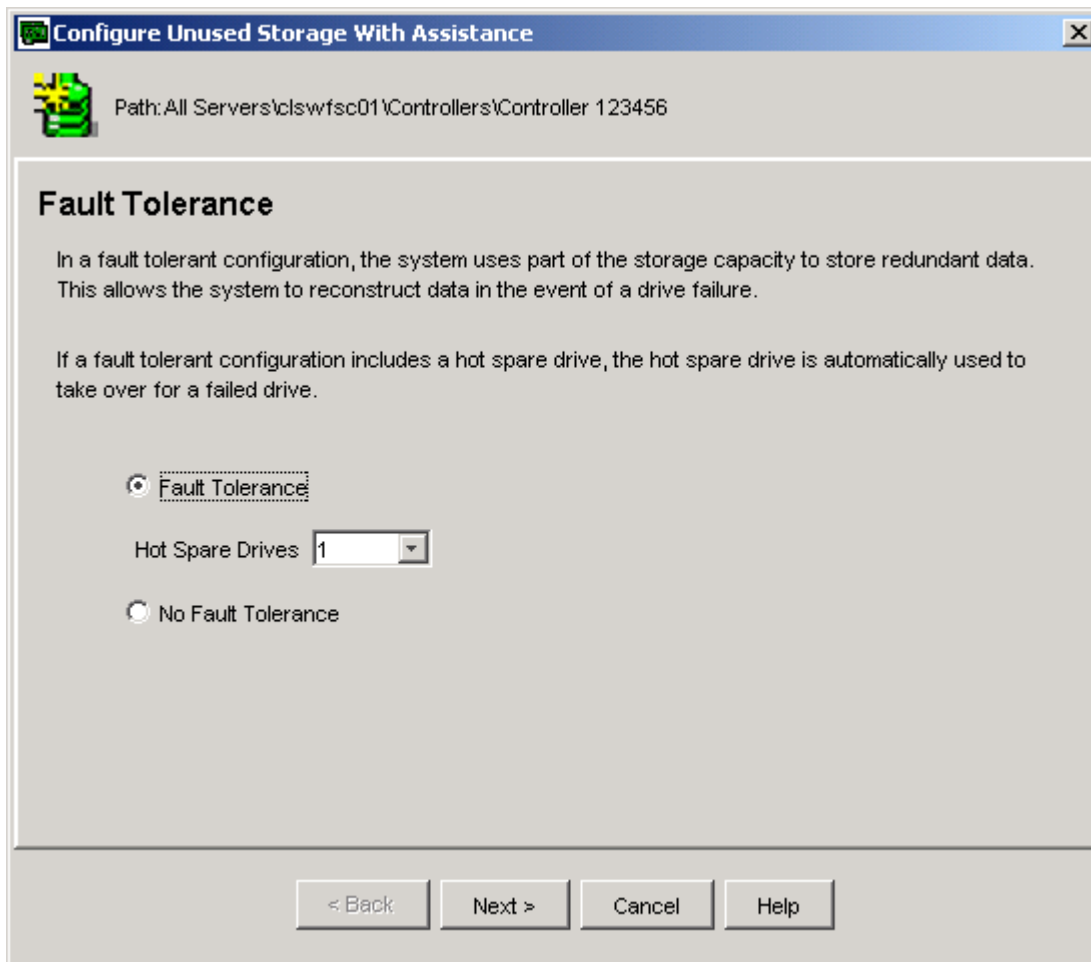 Configure Unused Storage With Assistance
Path:All Servers\clswfsc01\Controllers\Controller 123456
Fault Tolerance
In a fault tolerant configuration, the system uses part of the storage capacity to store redundant data.
This allows the system to reconstruct data in the event of a drive failure.
If a fault tolerant configuration includes a hot spare drive, the hot spare drive is automatically used to
take over for a failed drive.
Fault Tolerance
Hot Spare Drives 1
No Fault Tolerance
< Back Next > Cancel Help